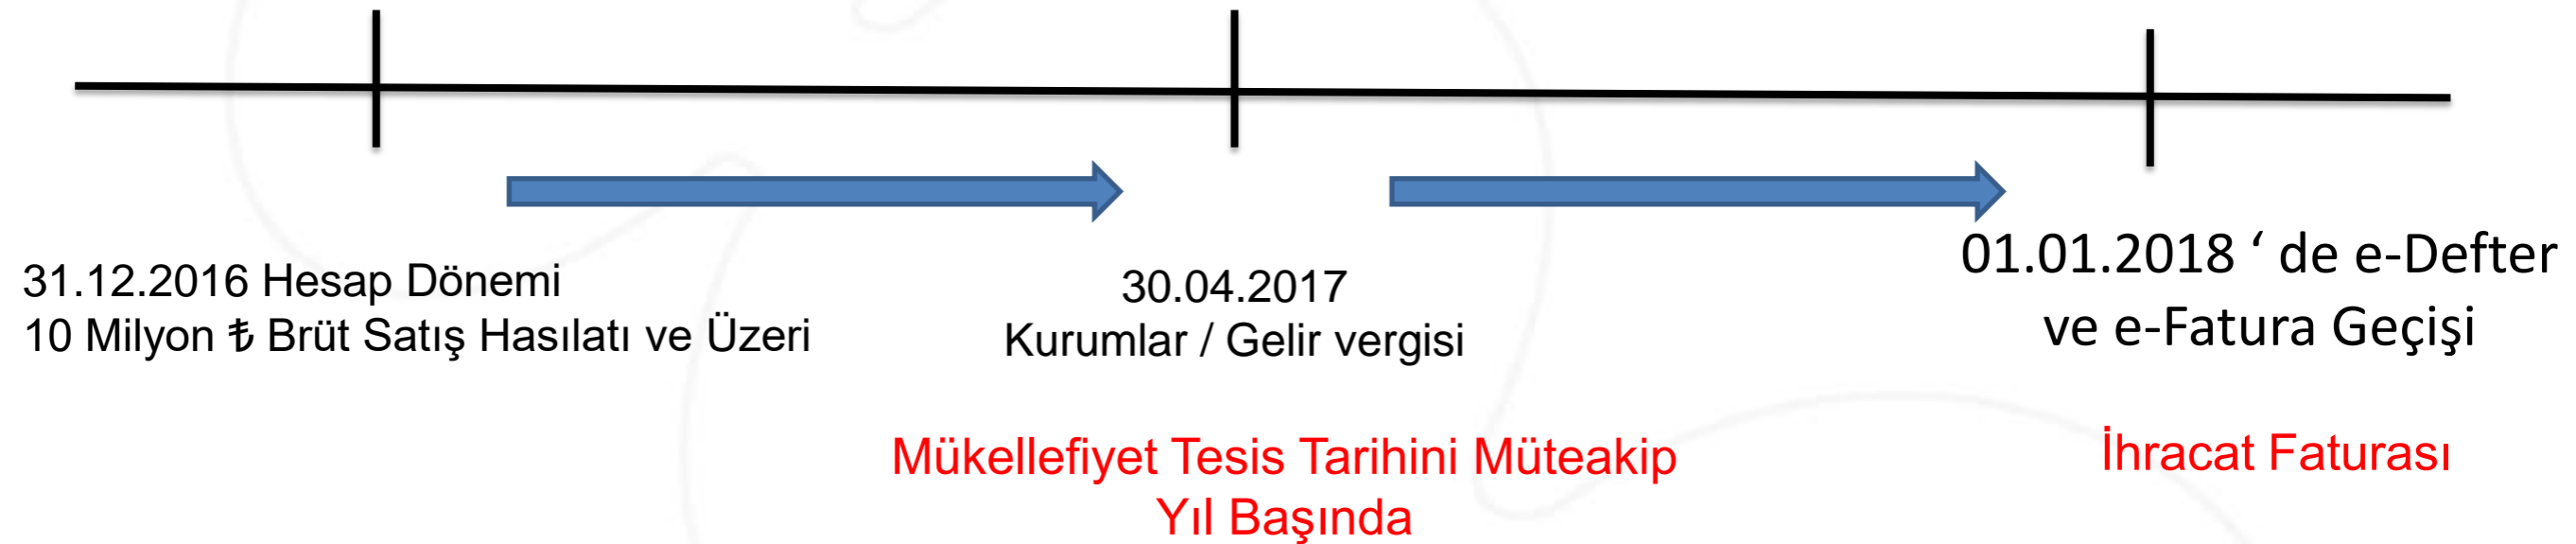 31.12.2016 Hesap Dönemi
10 Milyon ₺ Brüt Satış Hasılatı ve Üzeri
30.04.2017
Kurumlar / Gelir vergisi
Mükellefiyet Tesis Tarihini Müteakip
Yıl Başında
01.01.2018 ‘ de e-Defter
ve e-Fatura Geçişi
İhracat Faturası